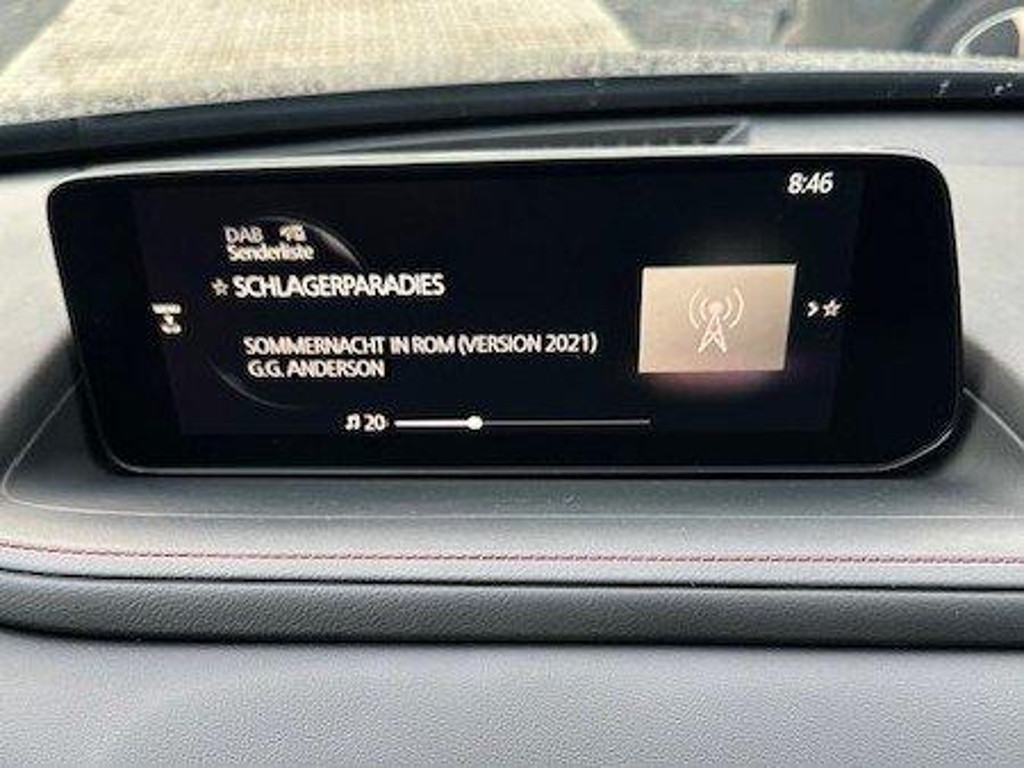 8:46
DAB
Senderliste
SCHLAGERPARADIES
SOMMERNACHT IN ROM (VERSION 2021)
G.G. ANDERSON
20